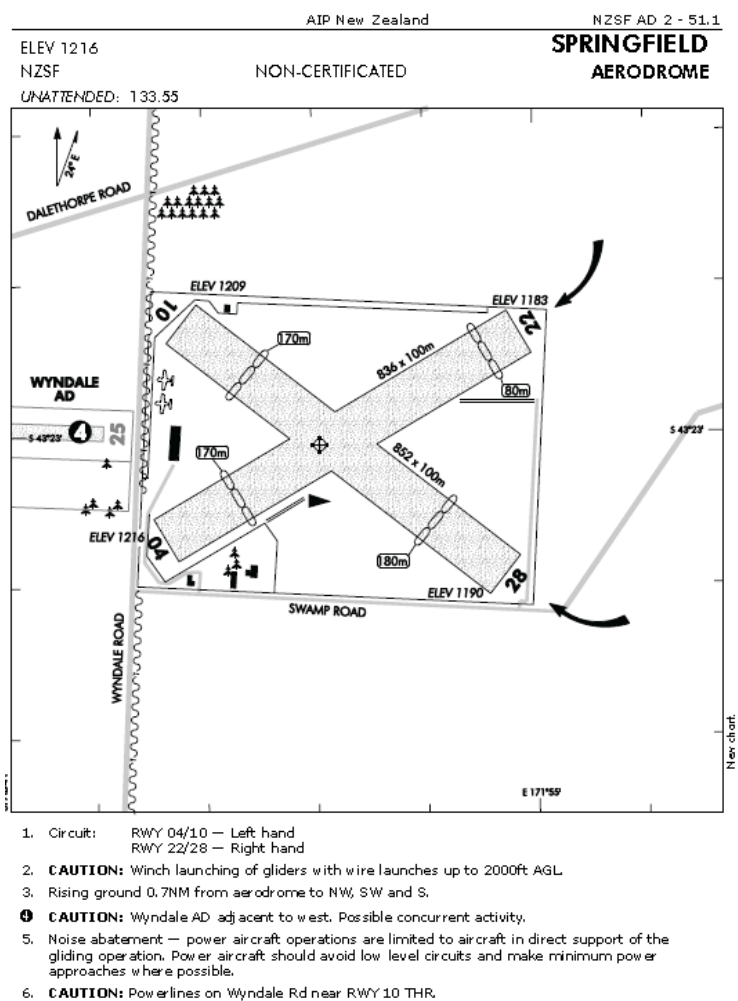 AIP New Zealand
NZSF AD 2 - 51.1
ELEV 1216
SPRINGFIELD
NZSF
NON-CERTIFICATED
AERODROME
UNATTENDED: 133.55
24° E
DALETHORPE ROAD
ELEV 1209
ELEV 1183
10
22
170m
836 x 100m
WYNDALE
AD
80m
4
25
S 43°23'
S 43°23'
170m
852 x 100m
ELEV 1216
04
180m
28
ELEV 1190
SWAMP ROAD
WYNDALE ROAD
New chart.
E 171°55'
1. Circuit: RWY 04/10 — Left hand
RWY 22/28 — Right hand
2. CAUTION: Winch launching of gliders with wire launches up to 2000ft AGL.
3. Rising ground 0.7NM from aerodrome to NW, SW and S.
4 CAUTION: Wyndale AD adjacent to west. Possible concurrent activity.
5. Noise abatement — power aircraft operations are limited to aircraft in direct support of the
gliding operation. Power aircraft should avoid low level circuits and make minimum power
approaches where possible.
6. CAUTION: Powerlines on Wyndale Rd near RWY 10 THR.